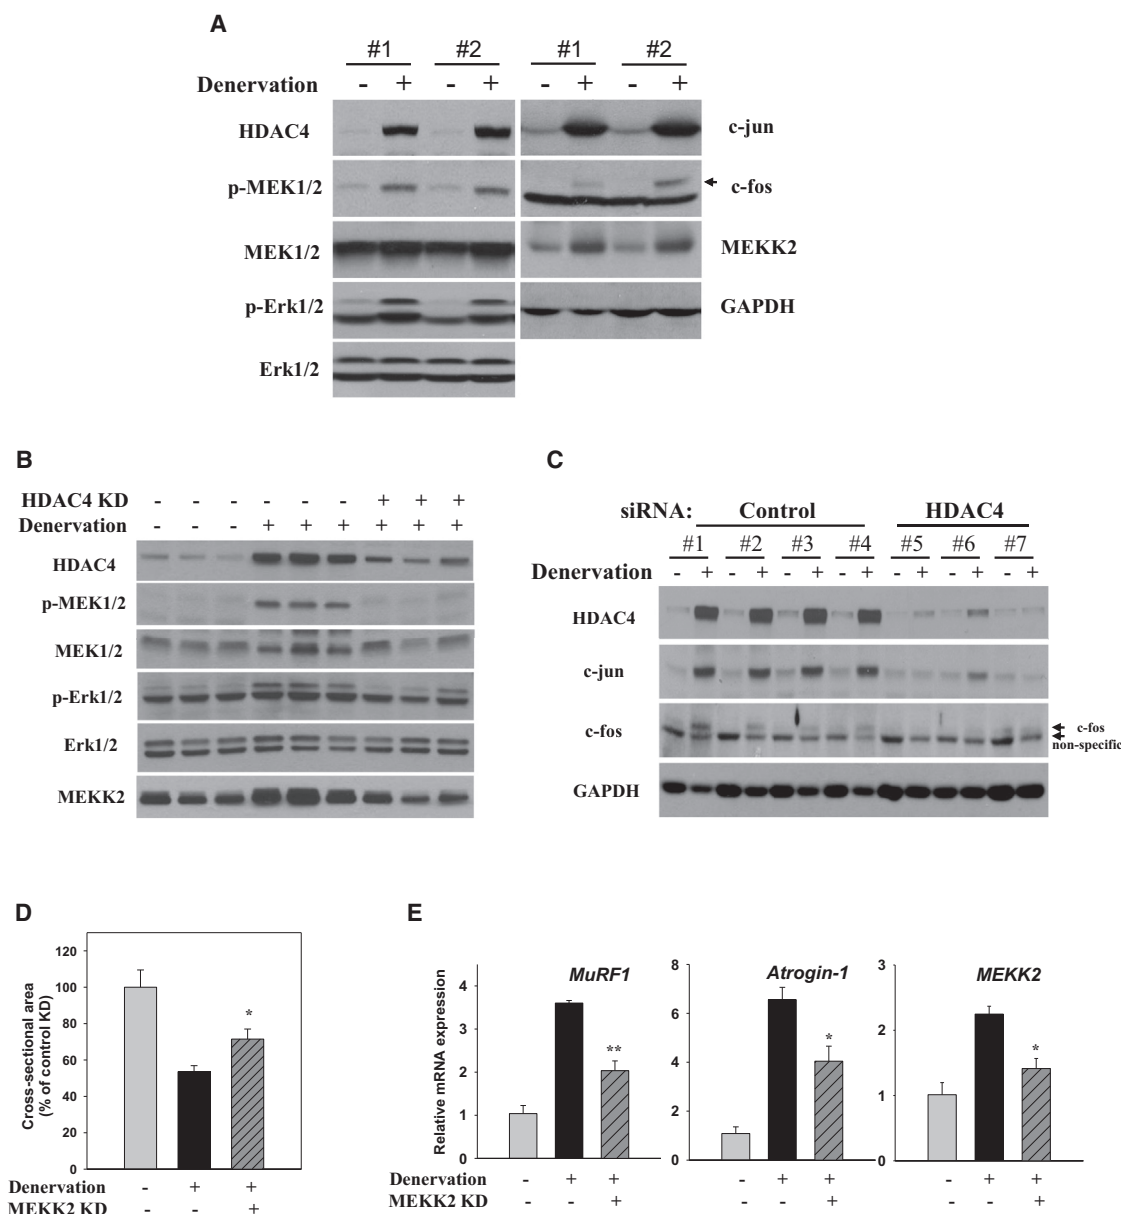 A
#1 #2 #1 #2
Denervation - + - + - + - +
HDAC4
c-jun
p-MEK1/2
c-fos
MEK1/2
MEKK2
p-Erk1/2
GAPDH
Erk1/2
B
HDAC4 KD - - - - - - + + +
Denervation - - - + + + + + +
HDAC4
p-MEK1/2
MEK1/2
p-Erk1/2
Erk1/2
MEKK2
C
siRNA: Control HDAC4
#1 #2 #3 #4 #5 #6 #7
Denervation - + - + - + - + - + - + - +
HDAC4
c-jun
c-fos
c-fos
non-specific
GAPDH
D
Cross-sectional area
(% of control KD)
120
100
80
60
40
20
0
*
Denervation - + +
MEKK2 KD - - +
E
Relative mRNA expression
MuRF1
4
3
2
1
0
**
Atrogin-1
8
6
4
2
0
*
MEKK2
3
2
1
0
*
Denervation - + + - + + - + +
MEKK2 KD - - + - - + - - +